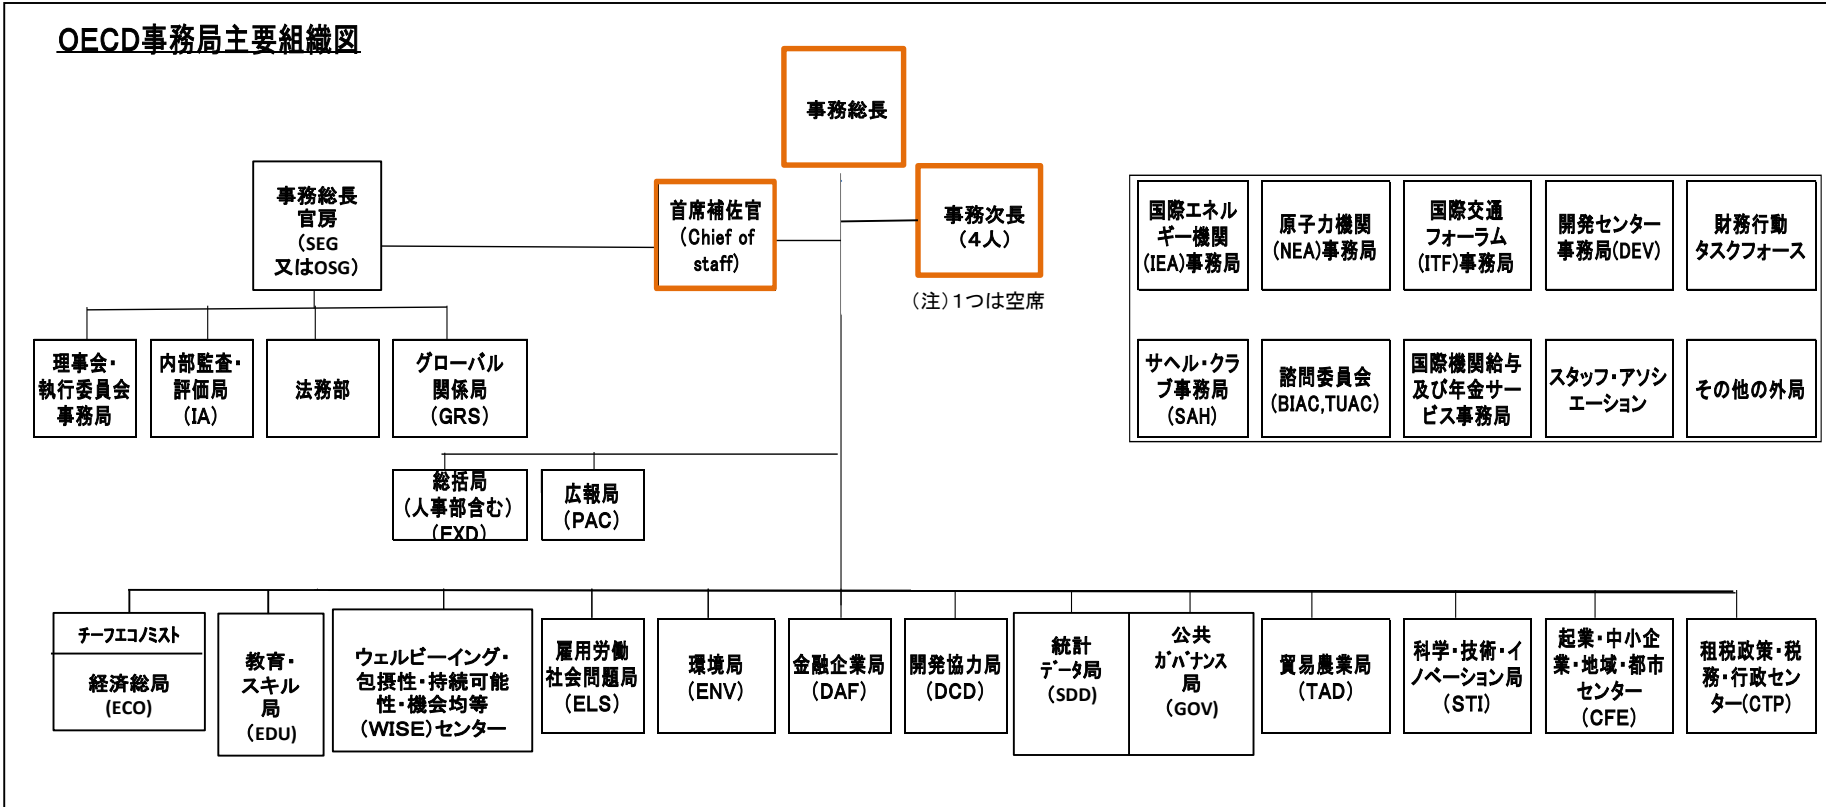 OECD事務局主要組織図
事務総長
事務総長
官房
(SEG
又はOSG)
首席補佐官
(Chief of
staff)
事務次長
(4人)
(注)1つは空席
国際エネル
ギー機関
(IEA)事務局
原子力機関
(NEA)事務局
国際交通
フォーラム
(ITF)事務局
開発センター
事務局(DEV)
財務行動
タスクフォース
理事会・
執行委員会
事務局
内部監査・
評価局
(IA)
法務部
グローバル
関係局
(GRS)
サヘル・クラ
ブ事務局
(SAH)
諮問委員会
(BIAC,TUAC)
国際機関給与
及び年金サー
ビス事務局
スタッフ・アソシ
エーション
その他の外局
総括局
(人事部含む)
(EXD)
広報局
(PAC)
チーフエコノミスト
経済総局
(ECO)
教育・
スキル
局
(EDU)
ウェルビーイング・
包摂性・持続可能
性・機会均等
(WISE)センター
雇用労働
社会問題局
(ELS)
環境局
(ENV)
金融企業局
(DAF)
開発協力局
(DCD)
統計
データ局
(SDD)
公共
ガバナンス
局
(GOV)
貿易農業局
(TAD)
科学・技術・イ
ノベーション局
(STI)
起業・中小企
業・地域・都市
センター
(CFE)
租税政策・税
務・行政セン
ター(CTP)